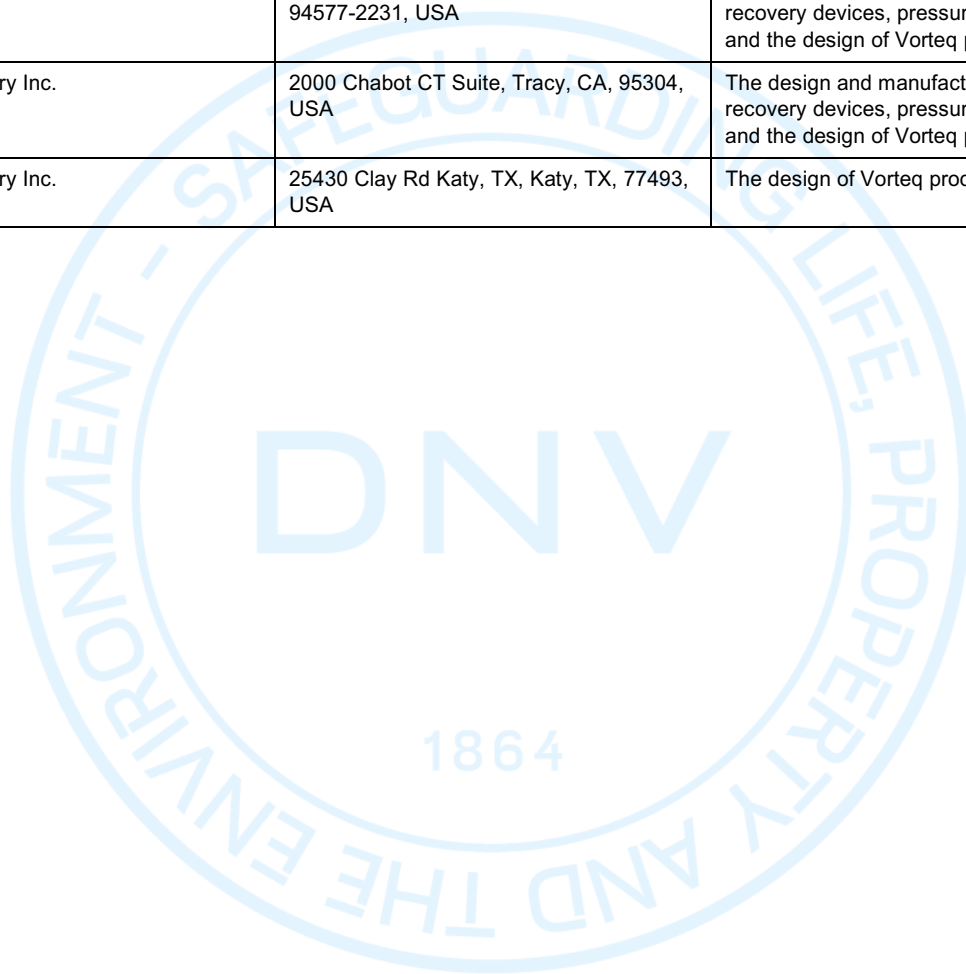 94577-2231, USA
recovery devices, pressur
and the design of Vorteq p
ry Inc.
2000 Chabot CT Suite, Tracy, CA, 95304,
USA
The design and manufact
recovery devices, pressur
and the design of Vorteq p
ry Inc.
25430 Clay Rd Katy, TX, Katy, TX, 77493,
USA
The design of Vorteq proc
SAFEGUARDING LIFE, PROPERTY AND THE ENVIRONMENT -
DNV
1864